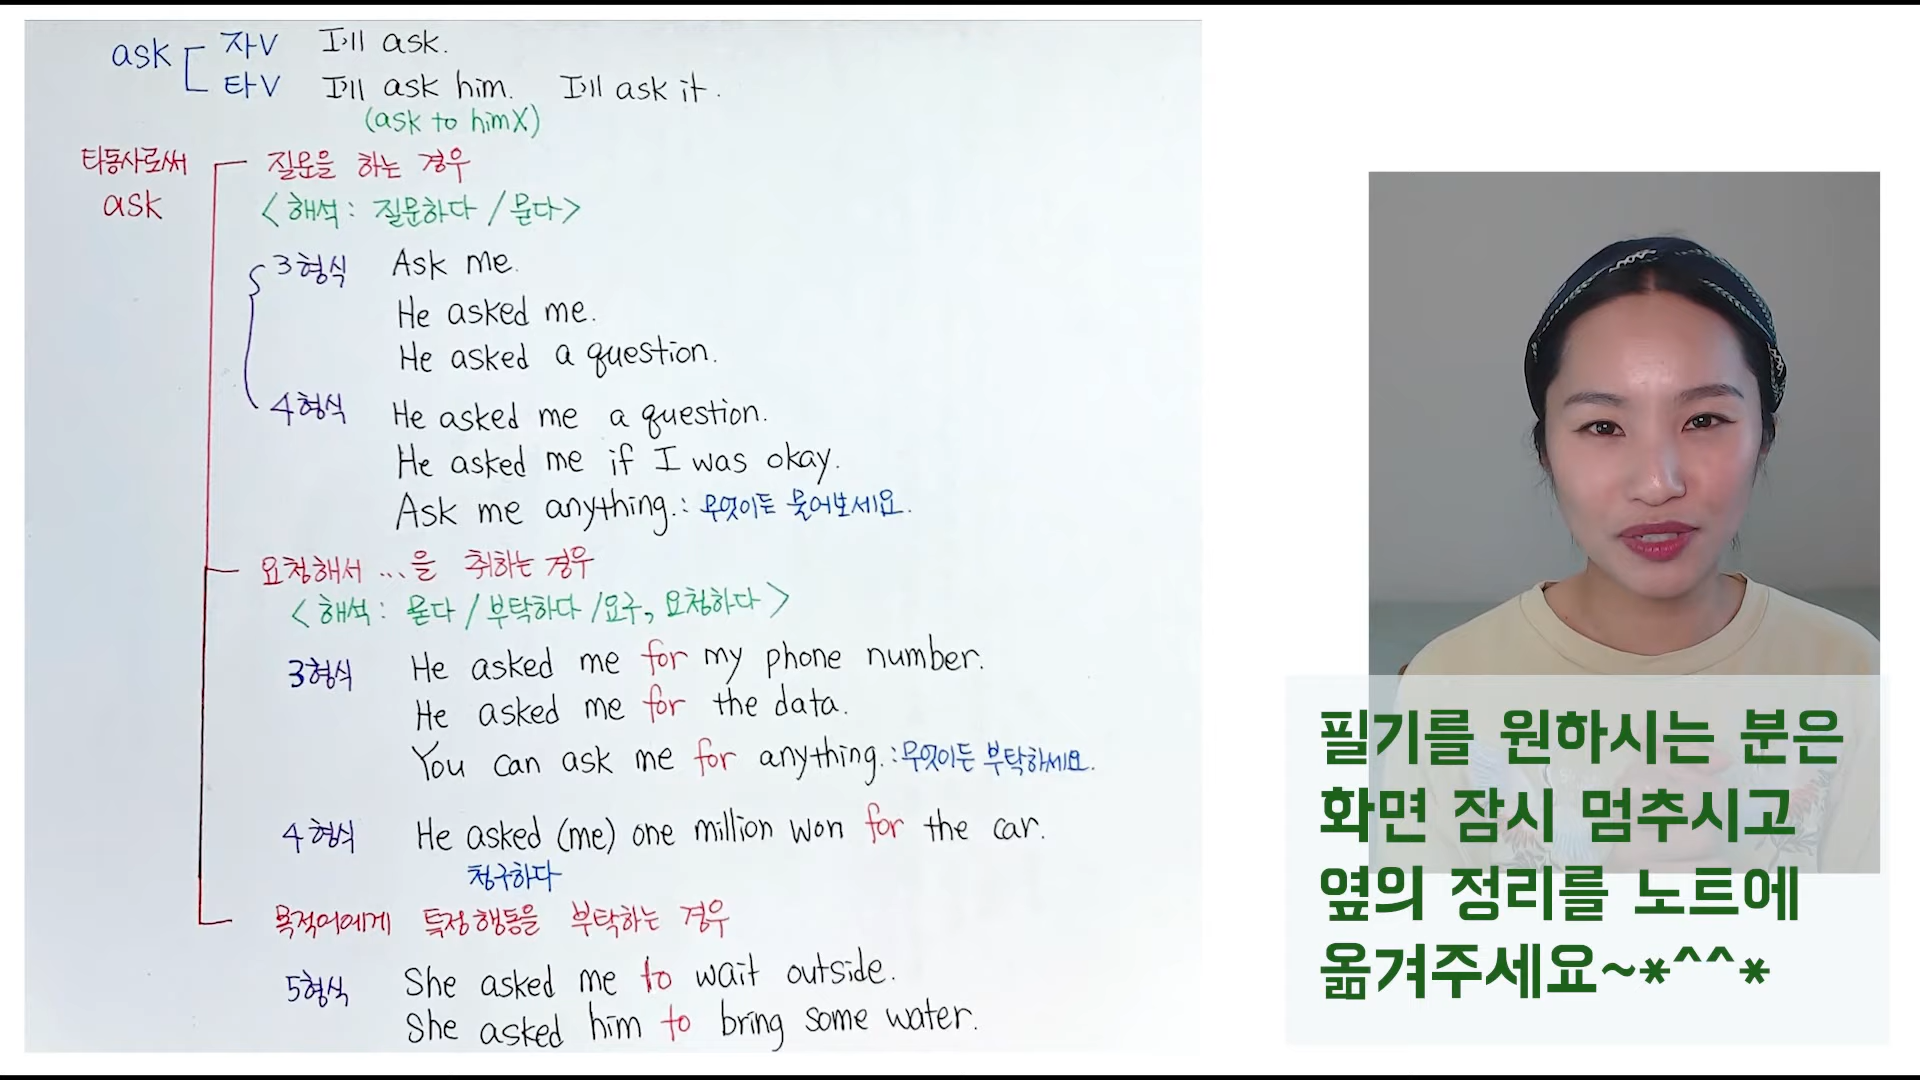 ask 자V I'll ask.
타V I'll ask him. I'll ask it.
(ask to him X)
타동사로써 질문을 하는 경우
ask <해석: 질문하다 / 묻다>
3형식 Ask me.
He asked me.
He asked a question.
4형식 He asked me a question.
He asked me if I was okay.
Ask me anything.: 무엇이든 물어보세요.
요청해서 ...을 취하는 경우
<해석: 묻다 / 부탁하다 / 요구, 요청하다>
3형식 He asked me for my phone number.
He asked me for the data.
You can ask me for anything.: 무엇이든 부탁하세요.
4형식 He asked (me) one million won for the car.
청구하다
목적어에게 특정행동을 부탁하는 경우
5형식 She asked me to wait outside.
She asked him to bring some water.
필기를 원하시는 분은
화면 잠시 멈추시고
옆의 정리를 노트에
옮겨주세요~*^^*